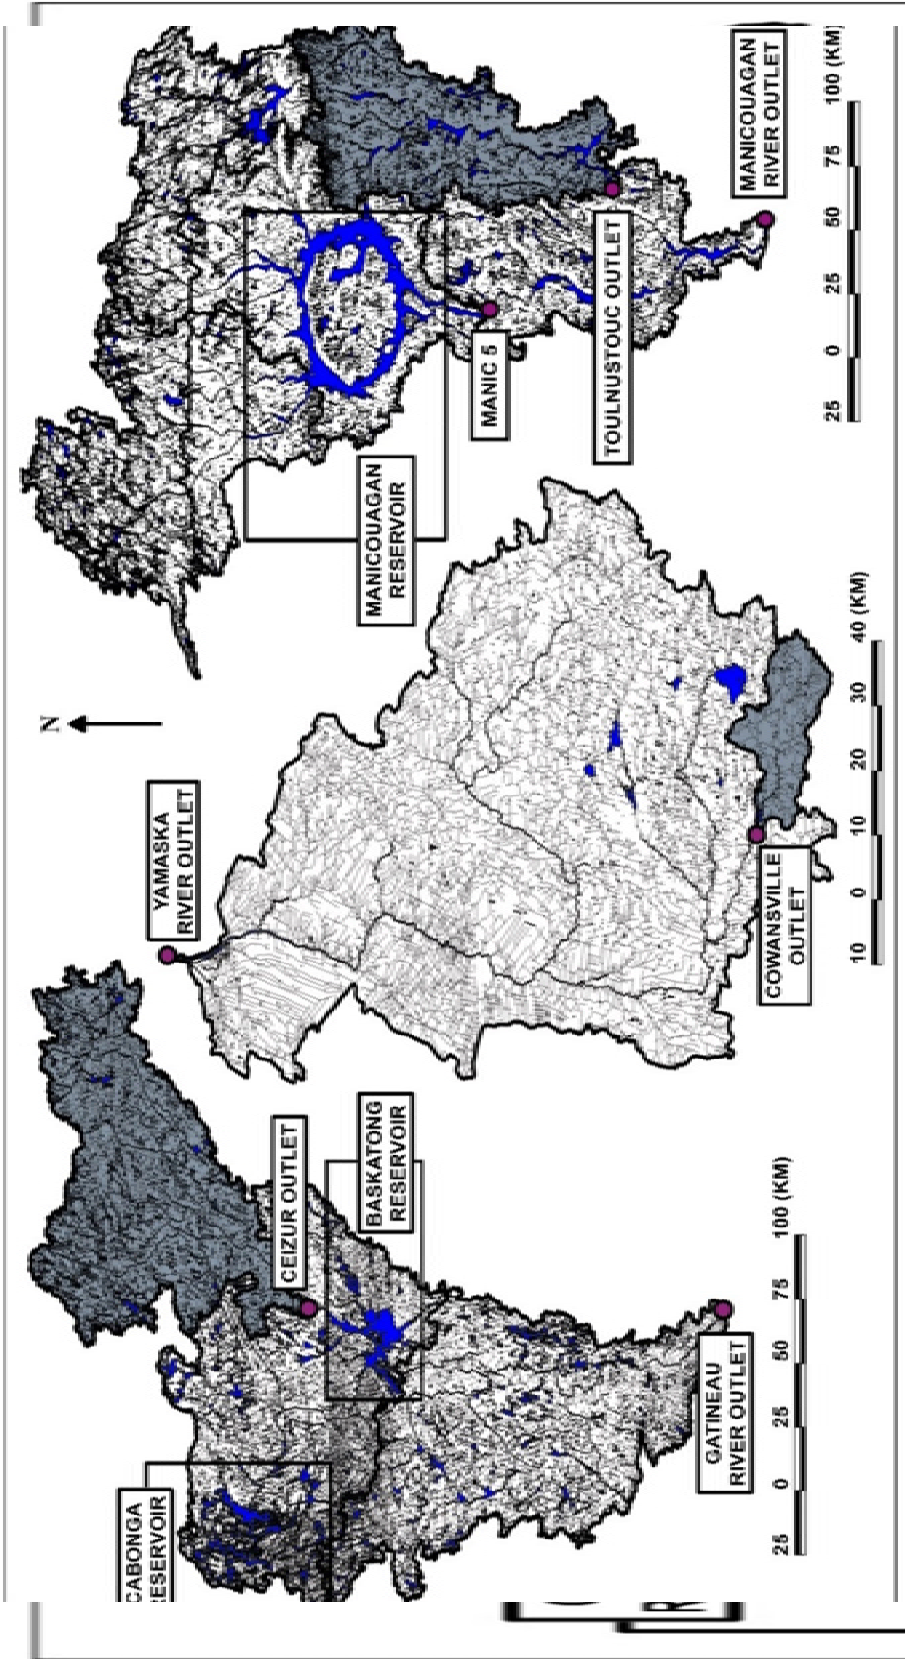 CABONGA
ESERVOIR
CEIZUR OUTLET
BASKATONG
RESERVOIR
GATINEAU
RIVER OUTLET
25 0 25 50 75 100 (KM)
N
YAMASKA
RIVER OUTLET
COWANSVILLE
OUTLET
10 0 10 20 30 40 (KM)
MANICOUAGAN
RESERVOIR
MANIC 5
TOULNUSTOUC OUTLET
MANICOUAGAN
RIVER OUTLET
25 0 25 50 75 100 (KM)